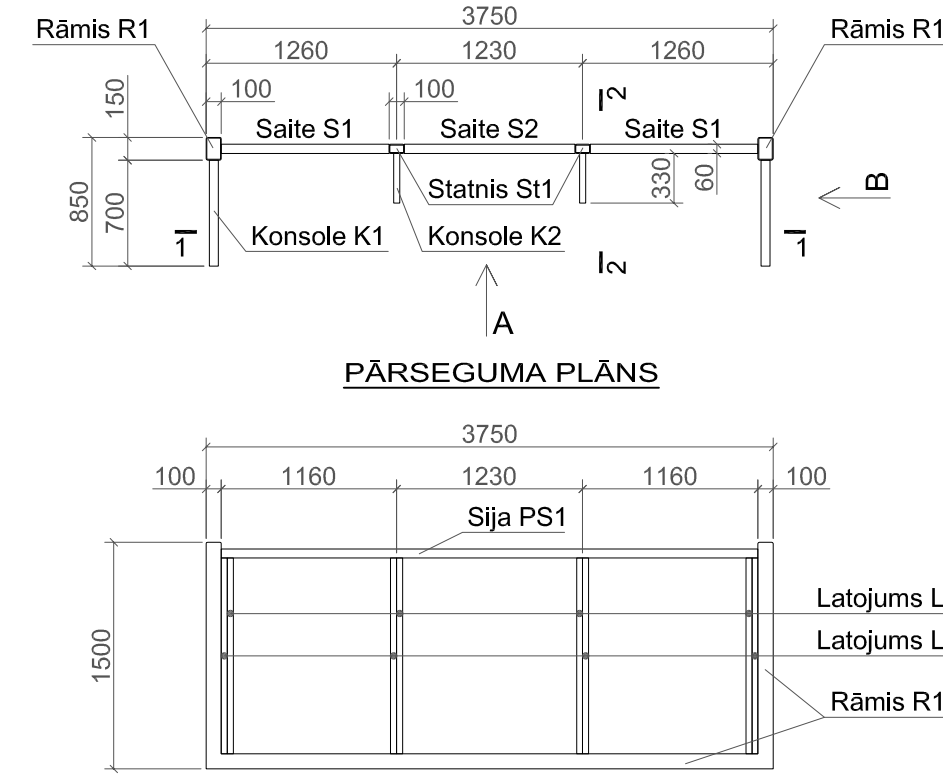 3750
Rāmis R1
Rāmis R1
1260
1230
1260
150
100
100
2
Saite S1
Saite S2
Saite S1
850
700
Statnis St1
330
60
B
1
Konsole K1
Konsole K2
1
2
A
PĀRSEGUMA PLĀNS
3750
100
1160
1230
1160
100
Sija PS1
1500
Latojums L
Latojums L
Rāmis R1